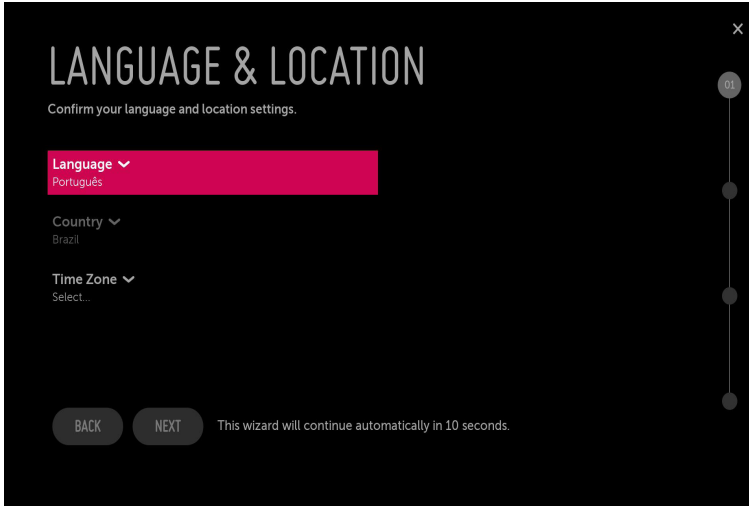 LANGUAGE & LOCATION
Confirm your language and location settings.
01
Language
Português
Country
Brazil
Time Zone
Select...
BACK
NEXT
This wizard will continue automatically in 10 seconds.